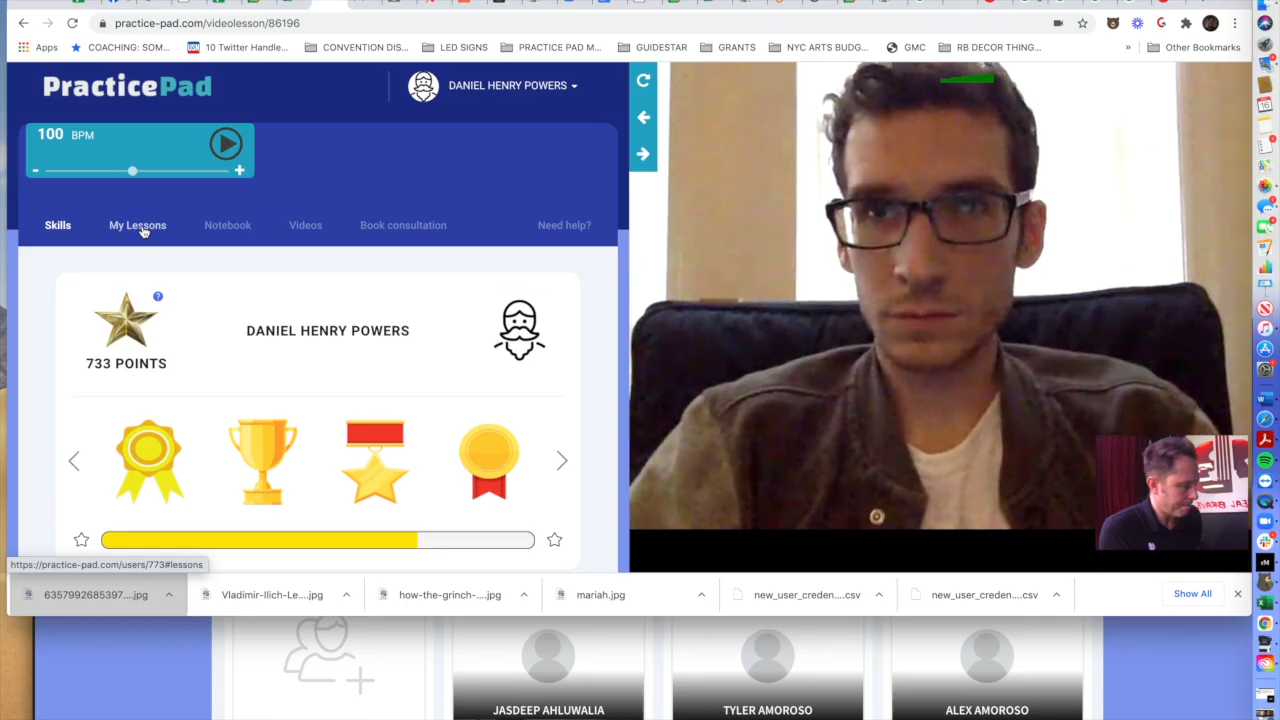 practice-pad.com/videolesson/86196
Apps COACHING: SOM... 10 Twitter Handle... CONVENTION DIS... LED SIGNS PRACTICE PAD M... GUIDESTAR GRANTS NYC ARTS BUDG... GMC RB DECOR THING... » Other Bookmarks
PracticePad
DANIEL HENRY POWERS
100 BPM
- +
Skills My Lessons Notebook Videos Book consultation Need help?
?
DANIEL HENRY POWERS
733 POINTS
https://practice-pad.com/users/773#lessons
6357992685397....jpg Vladimir-Ilich-Le....jpg how-the-grinch-....jpg mariah.jpg new_user_creden....csv new_user_creden....csv Show All
JASDEEP AHLUWALIA TYLER AMOROSO ALEX AMOROSO